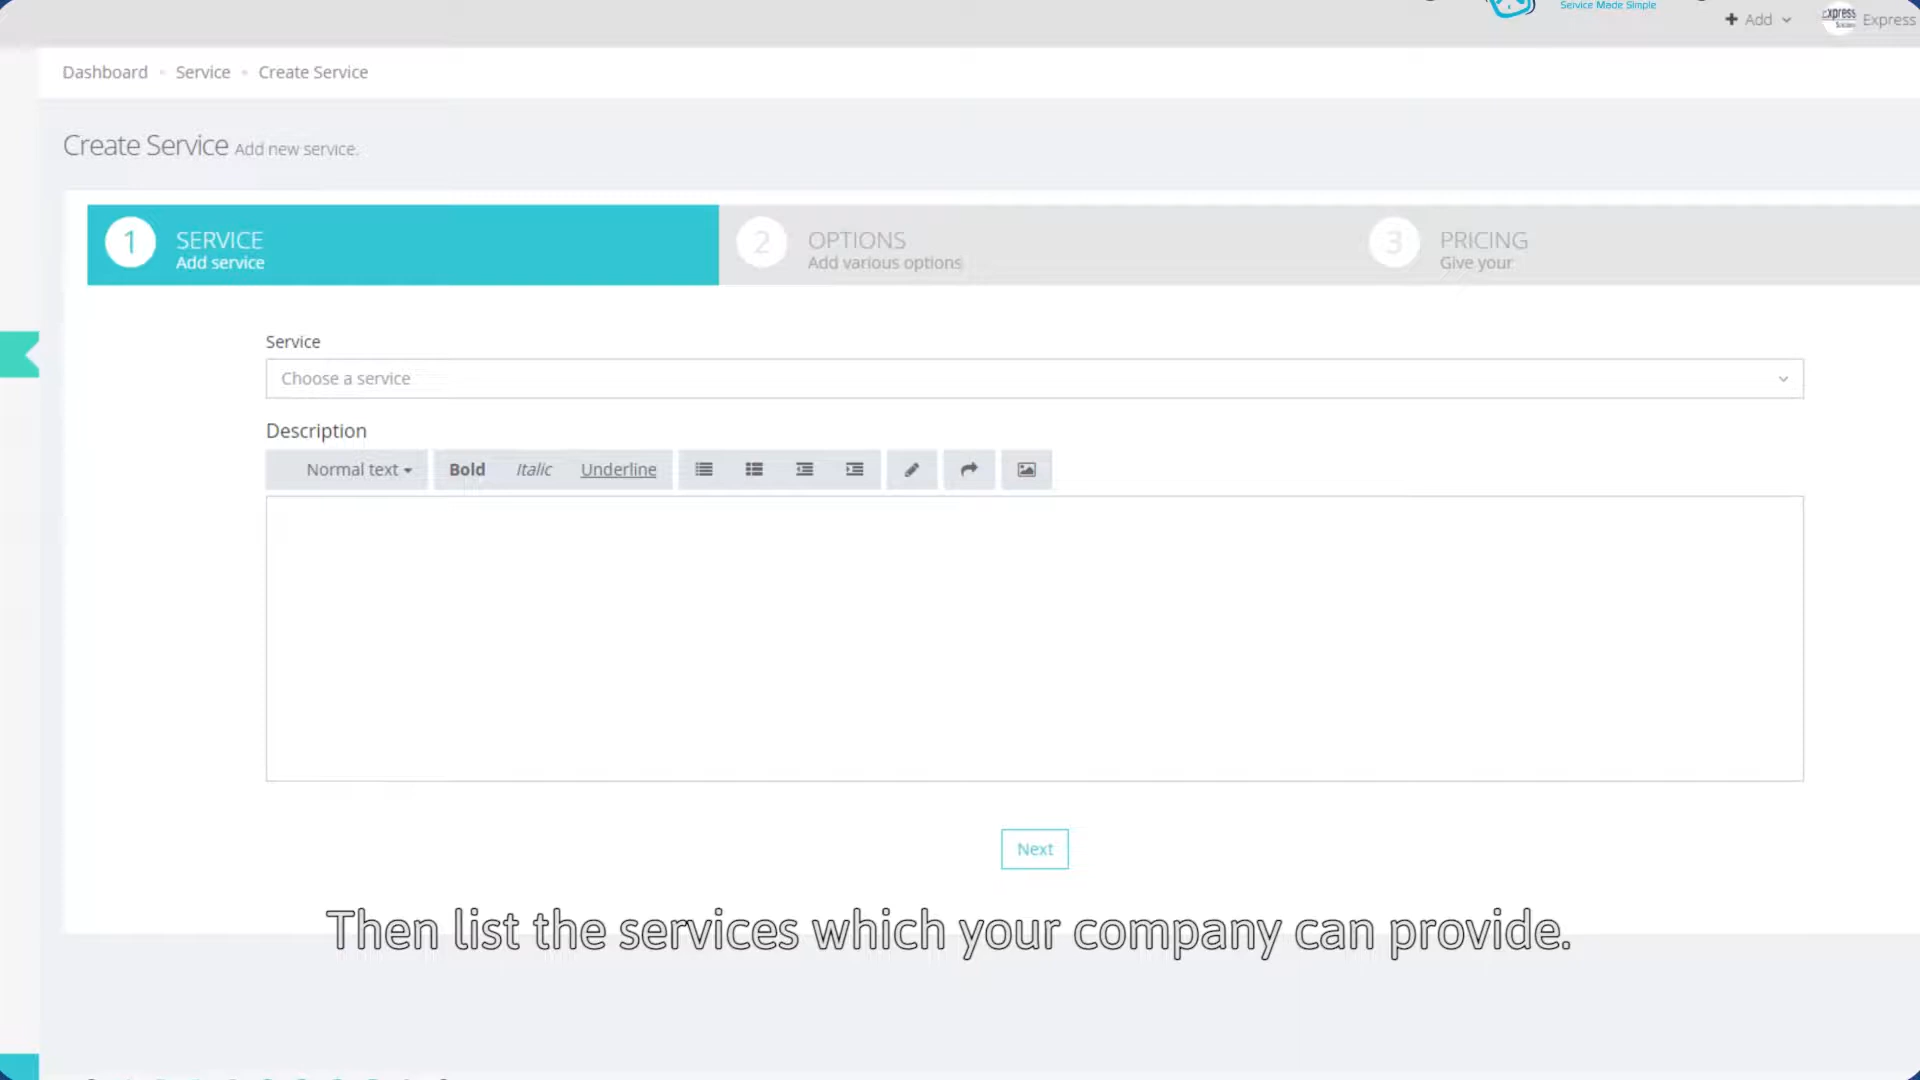 Service Made Simple
Add
Express
Express
Dashboard Service Create Service
Create Service Add new service.
1 SERVICE
Add service
2 OPTIONS
Add various options
3 PRICING
Give your
Service
Choose a service
Description
Normal text Bold Italic Underline
Next
Then list the services which your company can provide.